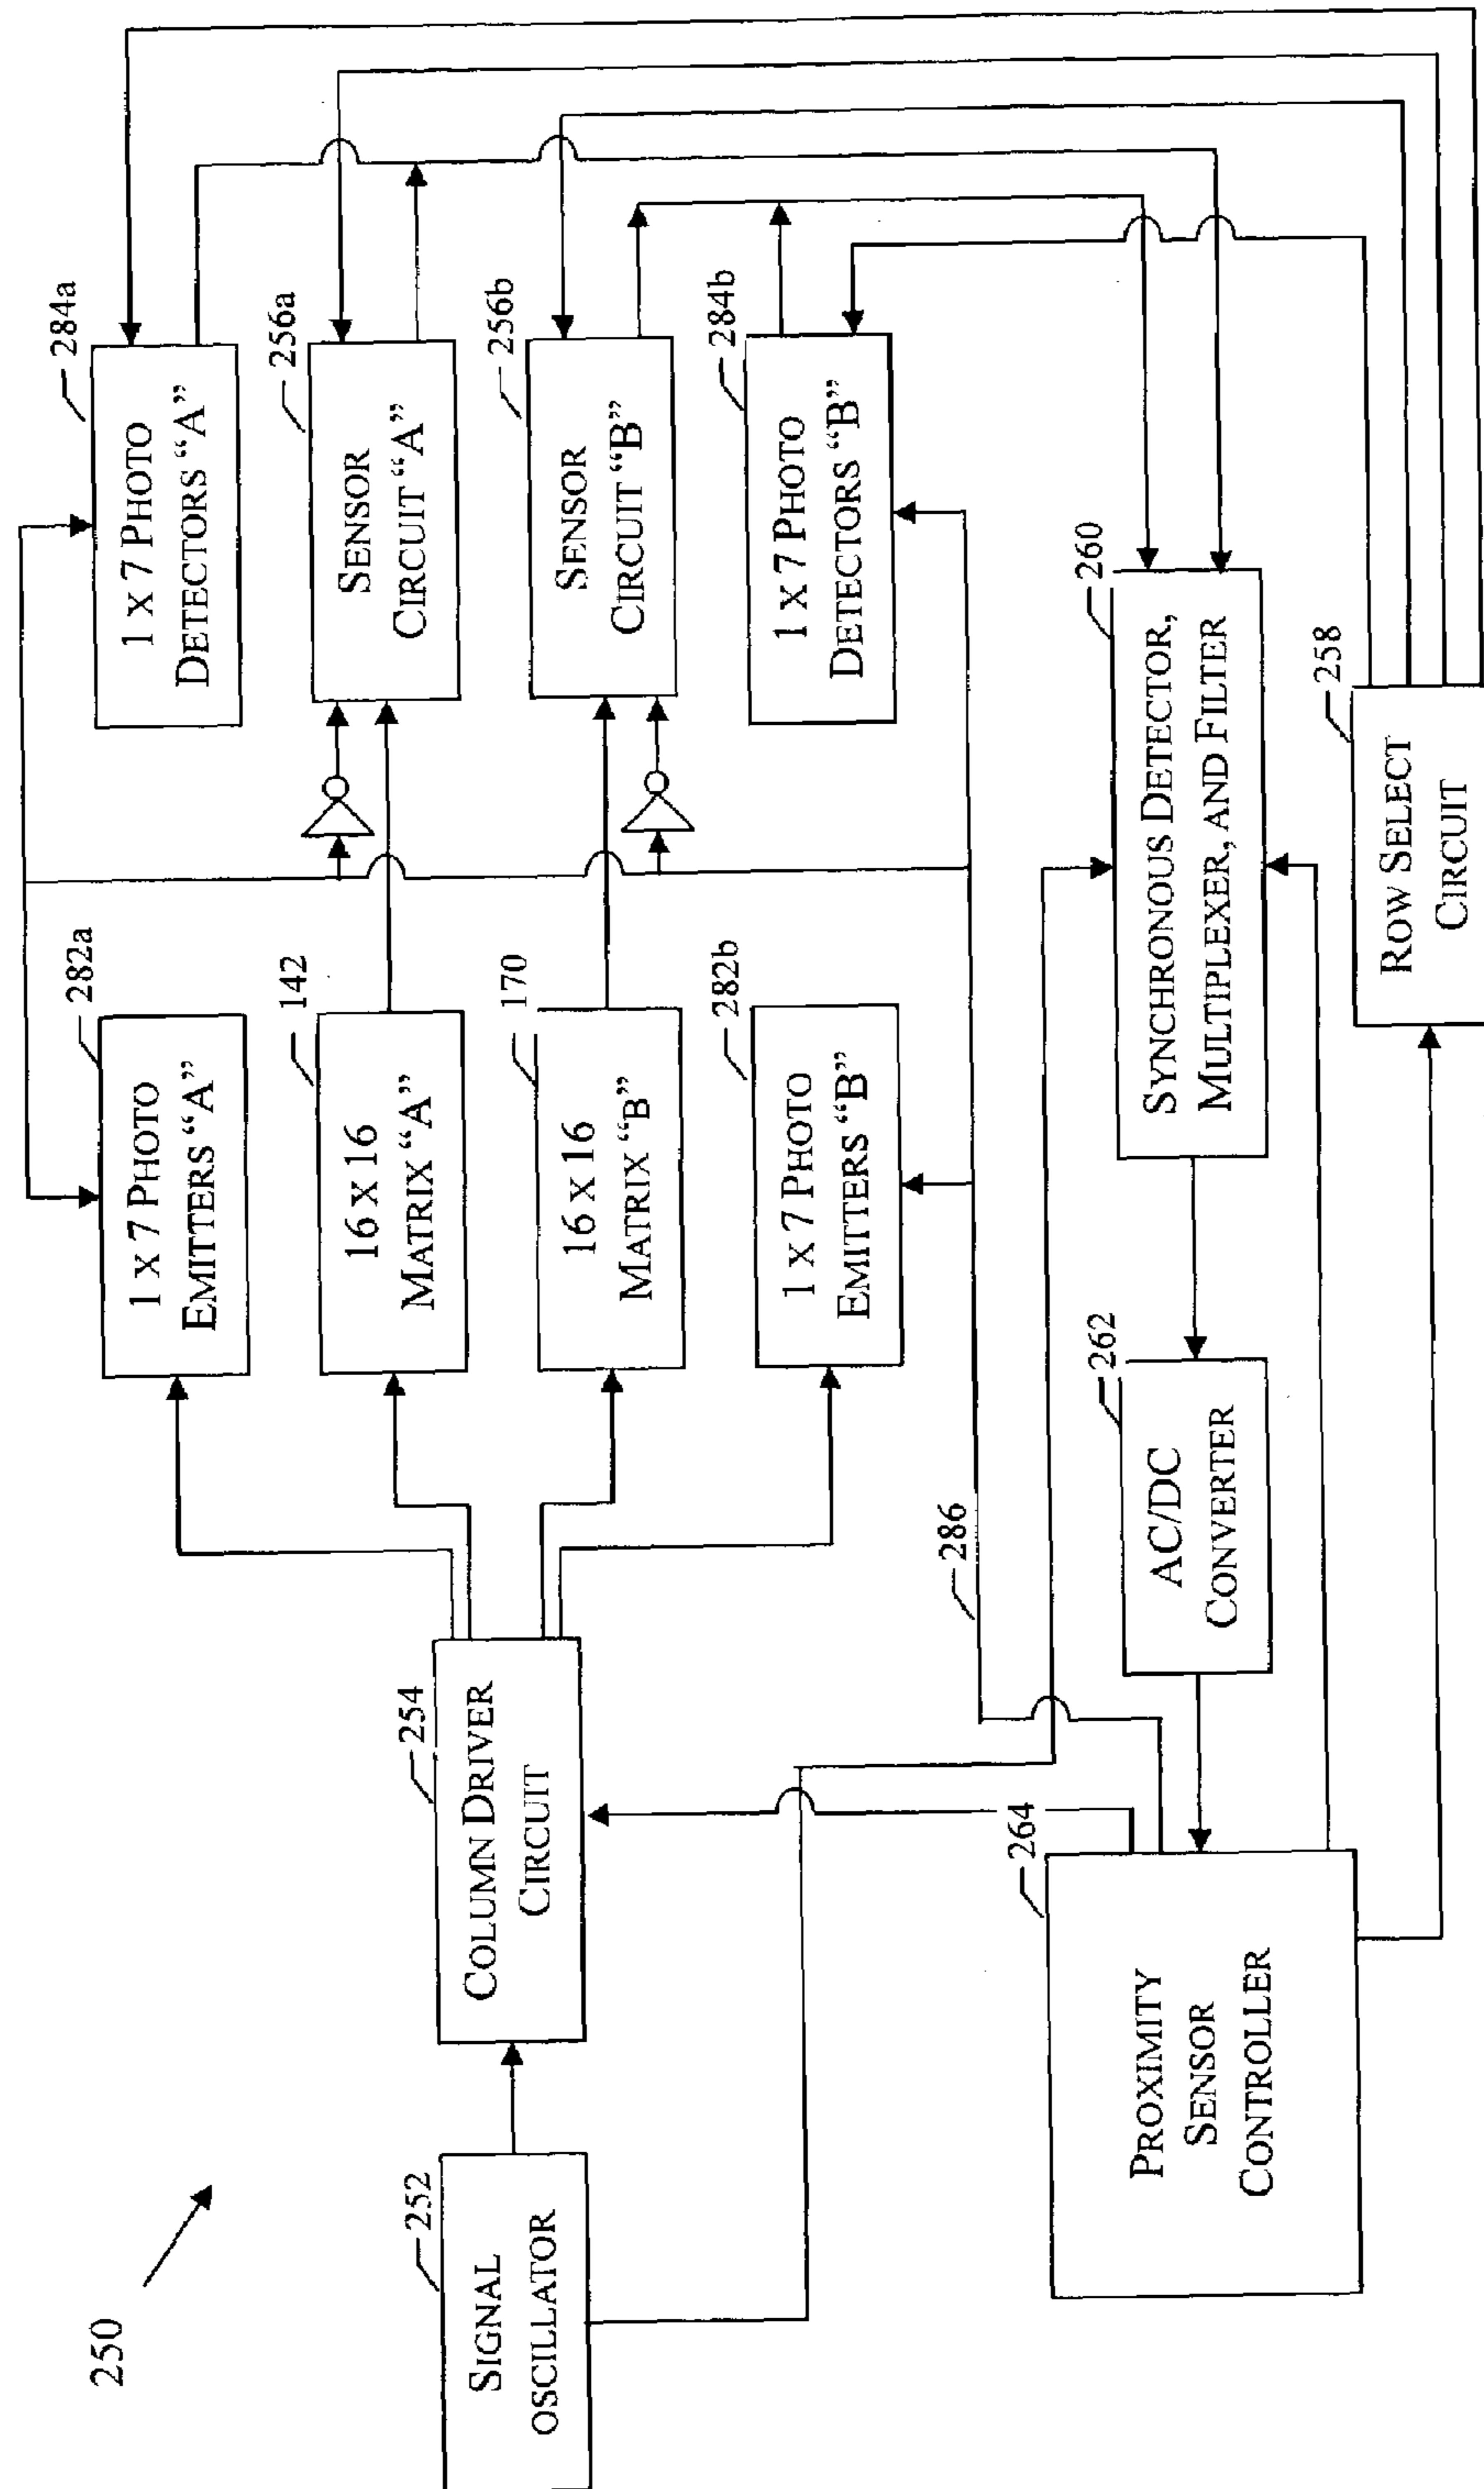 250
252
SIGNAL
OSCILLATOR
254
COLUMN DRIVER
CIRCUIT
282a
1 X 7 PHOTO
EMITTERS “A”
142
16 X 16
MATRIX “A”
170
16 X 16
MATRIX “B”
282b
1 X 7 PHOTO
EMITTERS “B”
284a
1 X 7 PHOTO
DETECTORS “A”
256a
SENSOR
CIRCUIT “A”
256b
SENSOR
CIRCUIT “B”
284b
1 X 7 PHOTO
DETECTORS “B”
286
264
PROXIMITY
SENSOR
CONTROLLER
262
AC/DC
CONVERTER
260
SYNCHRONOUS DETECTOR,
MULTIPLEXER, AND FILTER
258
ROW SELECT
CIRCUIT